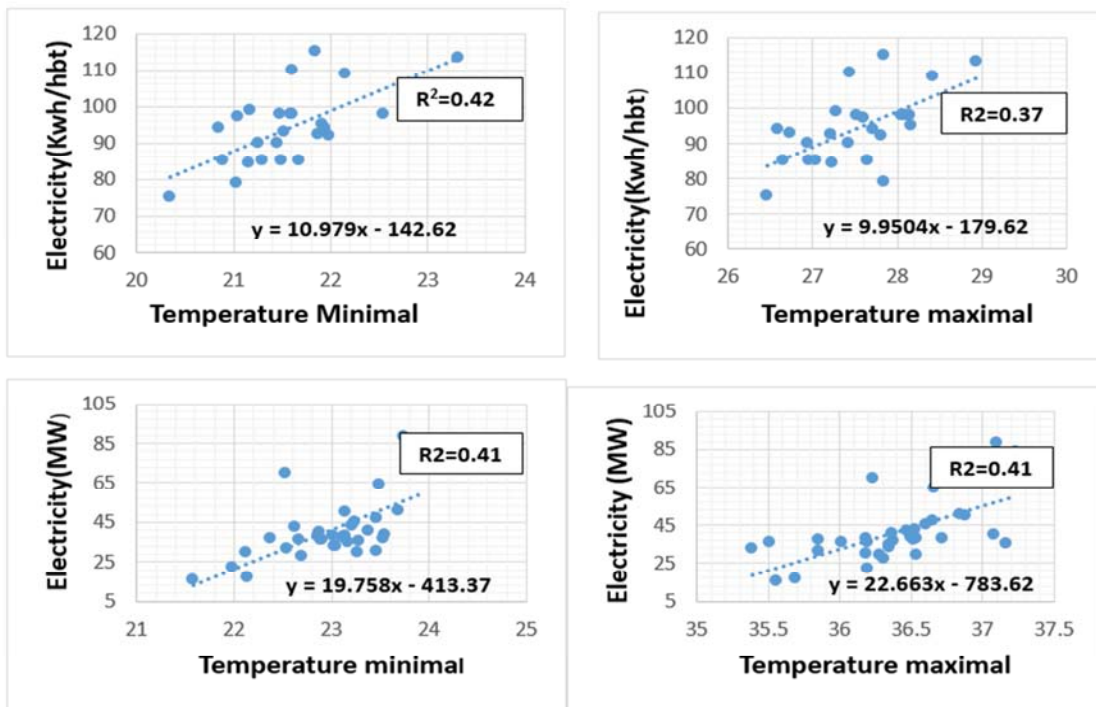 Electricity(Kwh/hbt)
120
110
100
90
80
70
60
R²=0.42
y = 10.979x - 142.62
20 21 22 23 24
Temperature Minimal
Electricity(Kwh/hbt)
120
110
100
90
80
70
60
R2=0.37
y = 9.9504x - 179.62
26 27 28 29 30
Temperature maximal
Electricity(MW)
105
85
65
45
25
5
R2=0.41
y = 19.758x - 413.37
21 22 23 24 25
Temperature minimal
Electricity (MW)
105
85
65
45
25
5
R2=0.41
y = 22.663x - 783.62
35 35.5 36 36.5 37 37.5
Temperature maximal